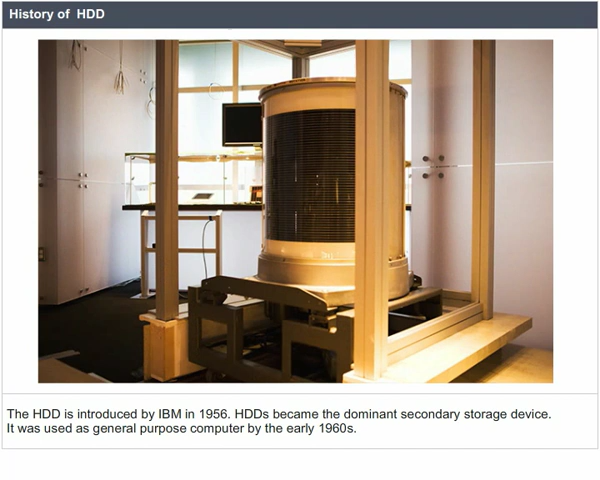 History of  HDD
The HDD is introduced by IBM in 1956. HDDs became the dominant secondary storage device.
It was used as general purpose computer by the early 1960s.